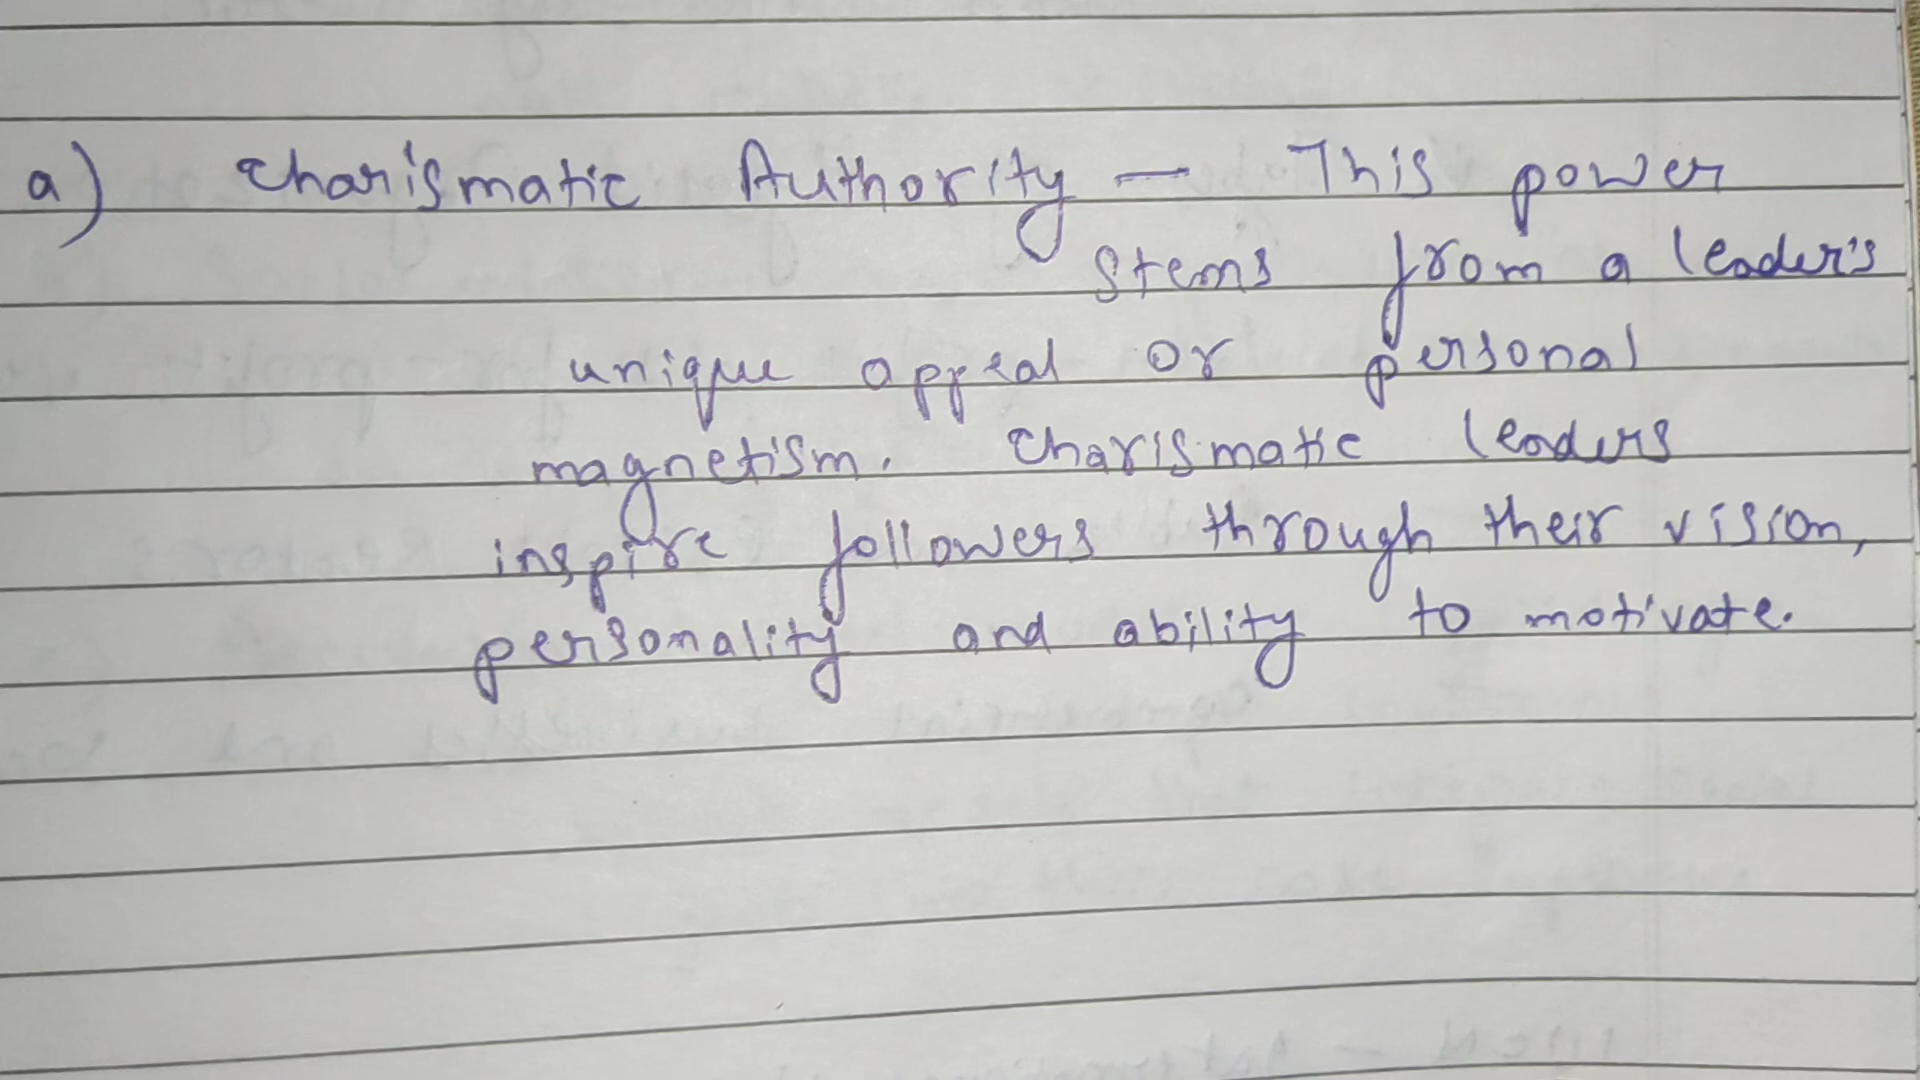 a) Charismatic Authority - This power
stems from a leader's
unique appeal or personal
magnetism. Charismatic leaders
inspire followers through their vision,
personality and ability to motivate.